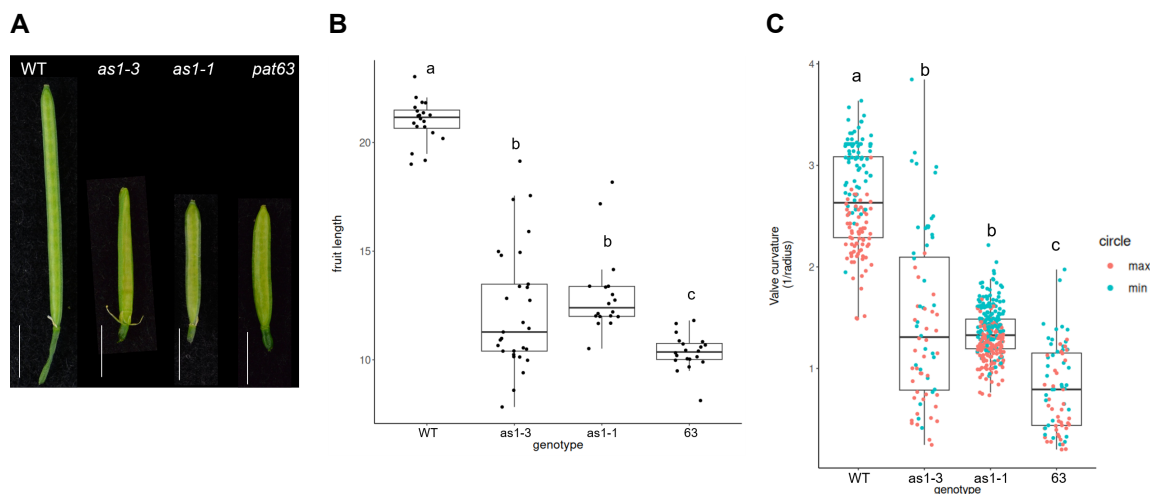 A
B
C
WT
as1-3
as1-1
pat63
fruit length
20
15
10
a
b
b
c
WT
as1-3
as1-1
63
genotype
Valve curvature
(1/radius)
4
3
2
1
a
b
b
c
WT
as1-3
as1-1
63
genotype
circle
max
min